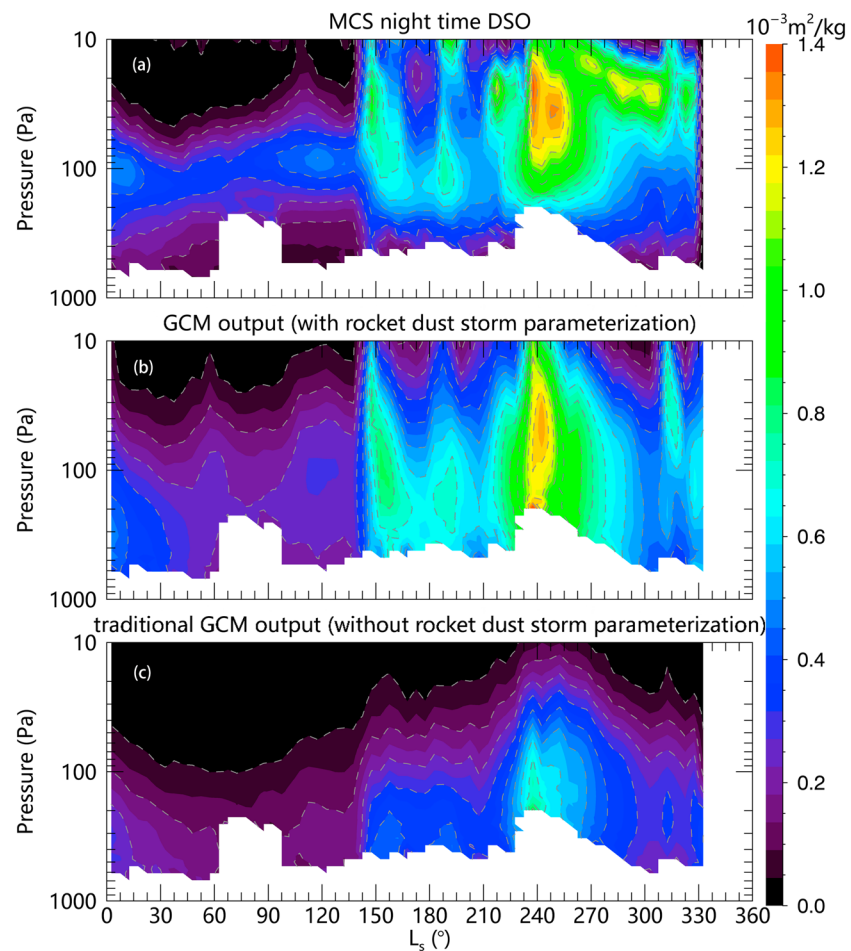 MCS night time DSO
10⁻³m²/kg
10
100
1000
Pressure (Pa)
(a)
GCM output (with rocket dust storm parameterization)
10
100
1000
Pressure (Pa)
(b)
traditional GCM output (without rocket dust storm parameterization)
10
100
1000
Pressure (Pa)
(c)
0 30 60 90 120 150 180 210 240 270 300 330 360
Lₛ (°)
1.4
1.2
1.0
0.8
0.6
0.4
0.2
0.0